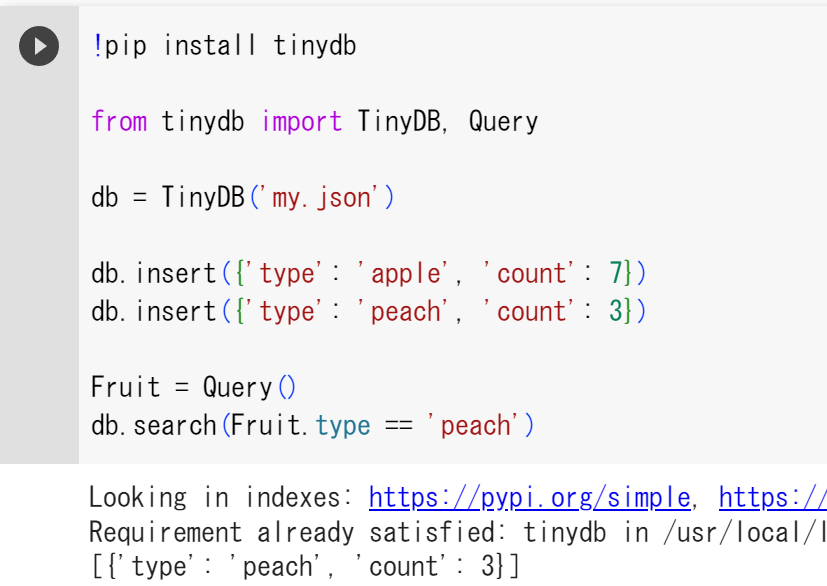 !pip install tinydb
from tinydb import TinyDB, Query
db = TinyDB('my.json')
db.insert({'type': 'apple', 'count': 7})
db.insert({'type': 'peach', 'count': 3})
Fruit = Query()
db.search(Fruit.type == 'peach')
Looking in indexes: https://pypi.org/simple, https://
Requirement already satisfied: tinydb in /usr/local/l
[{'type': 'peach', 'count': 3}]